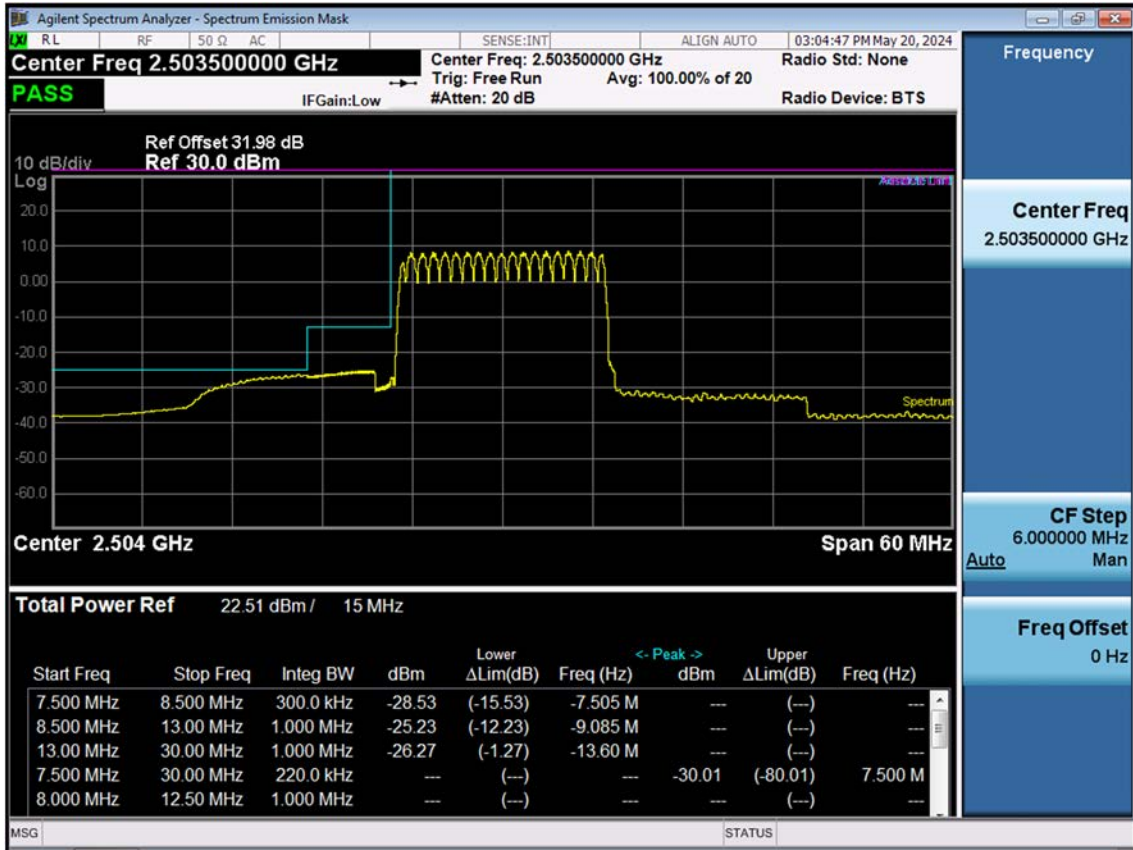 Agilent Spectrum Analyzer - Spectrum Emission Mask
LXI RL RF 50 Ω AC SENSE:INT ALIGN AUTO 03:04:47 PM May 20, 2024
Center Freq 2.503500000 GHz
Center Freq: 2.503500000 GHz
Radio Std: None
Trig: Free Run Avg: 100.00% of 20
PASS
IFGain:Low
#Atten: 20 dB
Radio Device: BTS
Ref Offset 31.98 dB
10 dB/div Ref 30.0 dBm
Log
20.0
10.0
0.00
-10.0
-20.0
-30.0
-40.0
-50.0
-60.0
Spectrum
Center 2.504 GHz Span 60 MHz
Total Power Ref 22.51 dBm / 15 MHz
Lower <- Peak -> Upper
Start Freq Stop Freq Integ BW dBm ΔLim(dB) Freq (Hz) dBm ΔLim(dB) Freq (Hz)
7.500 MHz 8.500 MHz 300.0 kHz -28.53 (-15.53) -7.505 M --- (---) ---
8.500 MHz 13.00 MHz 1.000 MHz -25.23 (-12.23) -9.085 M --- (---) ---
13.00 MHz 30.00 MHz 1.000 MHz -26.27 (-1.27) -13.60 M --- (---) ---
7.500 MHz 30.00 MHz 220.0 kHz --- (---) --- -30.01 (-80.01) 7.500 M
8.000 MHz 12.50 MHz 1.000 MHz --- (---) --- --- (---) ---
MSG STATUS
Frequency
Center Freq
2.503500000 GHz
CF Step
6.000000 MHz
Auto Man
Freq Offset
0 Hz